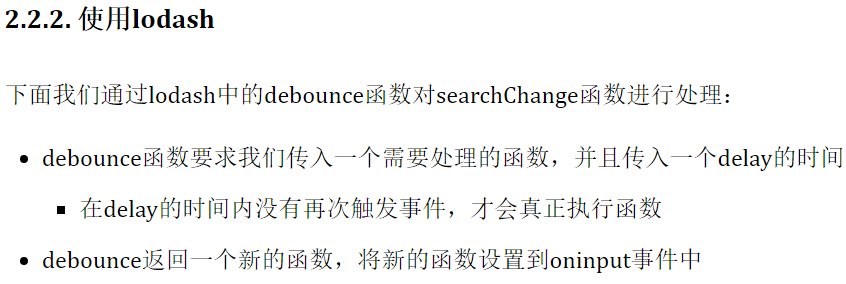 2.2.2. 使用lodash
下面我们通过lodash中的debounce函数对searchChange函数进行处理：
debounce函数要求我们传入一个需要处理的函数，并且传入一个delay的时间
在delay的时间内没有再次触发事件，才会真正执行函数
debounce返回一个新的函数，将新的函数设置到oninput事件中